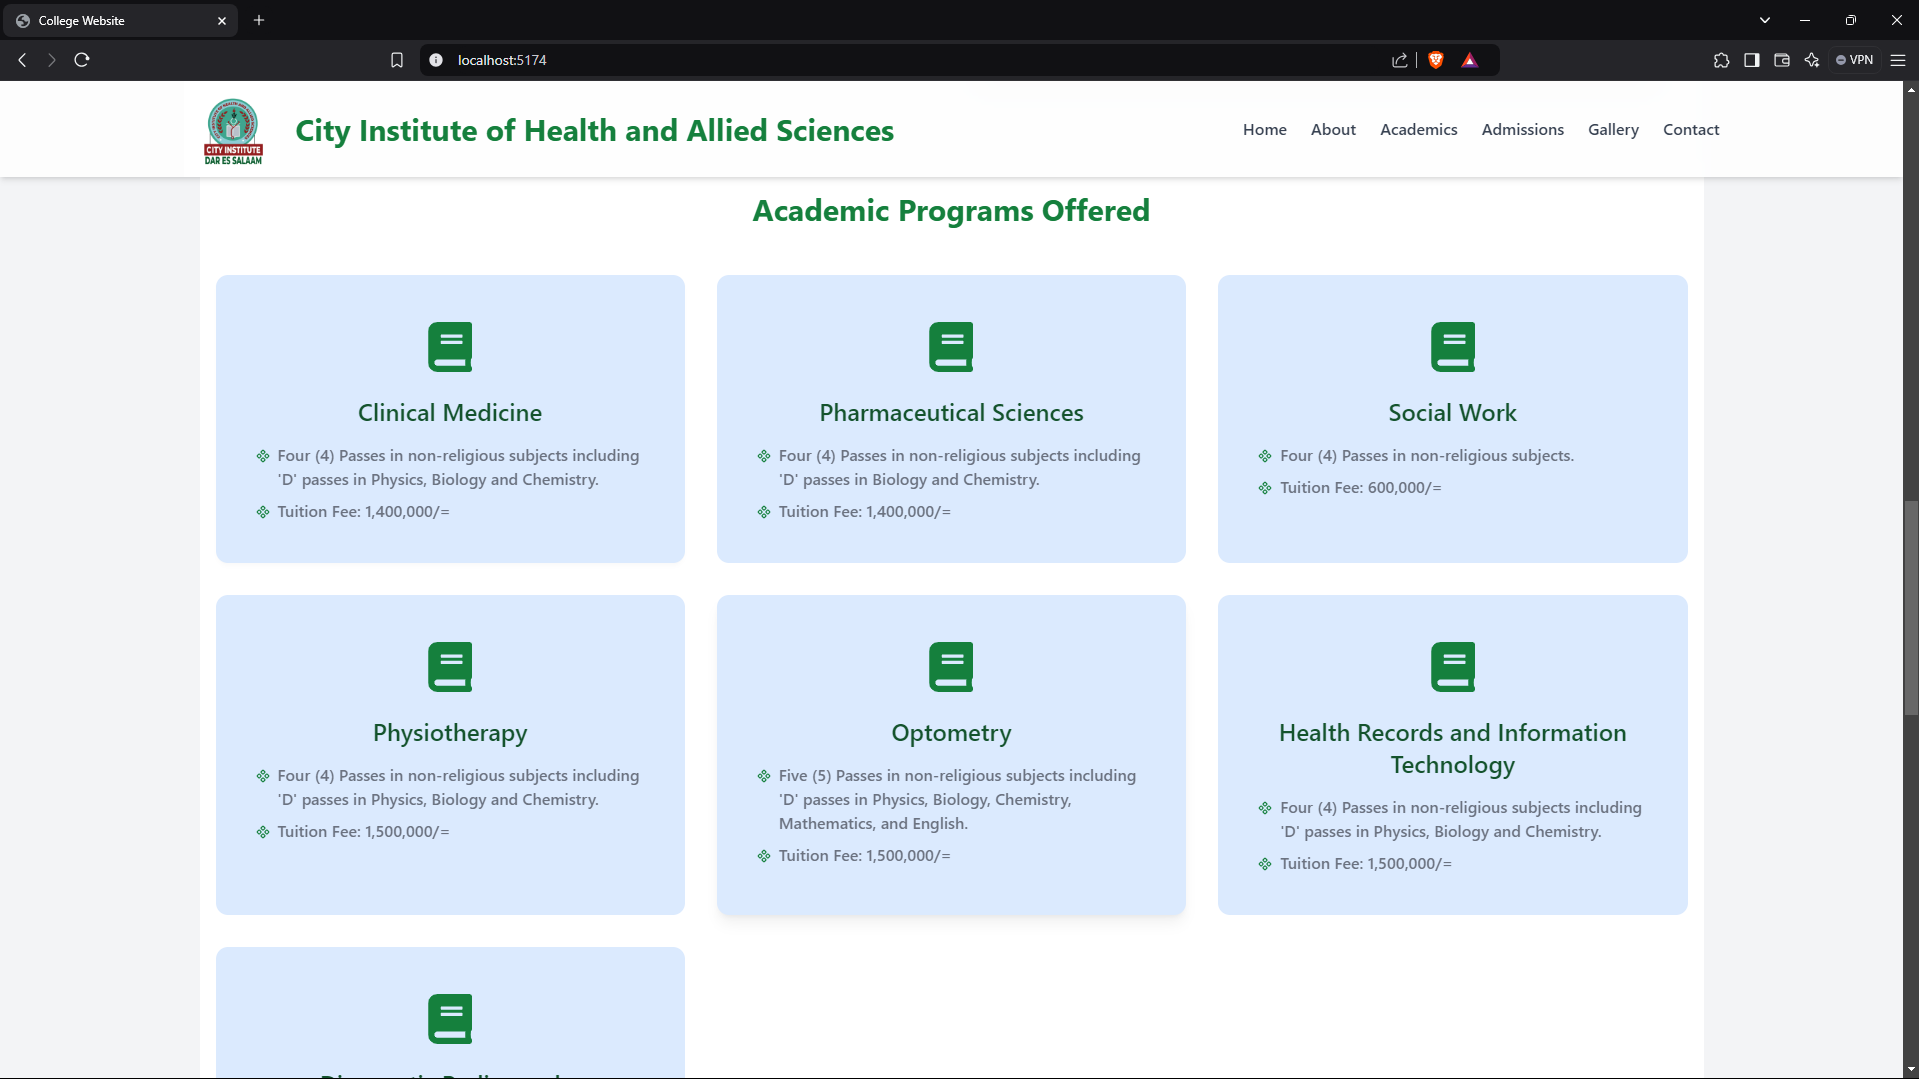 College Website
localhost:5174
VPN
CITY INSTITUTE
DAR ES SALAAM
City Institute of Health and Allied Sciences
Home About Academics Admissions Gallery Contact
Academic Programs Offered
Clinical Medicine
Four (4) Passes in non-religious subjects including
'D' passes in Physics, Biology and Chemistry.
Tuition Fee: 1,400,000/=
Pharmaceutical Sciences
Four (4) Passes in non-religious subjects including
'D' passes in Biology and Chemistry.
Tuition Fee: 1,400,000/=
Social Work
Four (4) Passes in non-religious subjects.
Tuition Fee: 600,000/=
Physiotherapy
Four (4) Passes in non-religious subjects including
'D' passes in Physics, Biology and Chemistry.
Tuition Fee: 1,500,000/=
Optometry
Five (5) Passes in non-religious subjects including
'D' passes in Physics, Biology, Chemistry,
Mathematics, and English.
Tuition Fee: 1,500,000/=
Health Records and Information
Technology
Four (4) Passes in non-religious subjects including
'D' passes in Physics, Biology and Chemistry.
Tuition Fee: 1,500,000/=